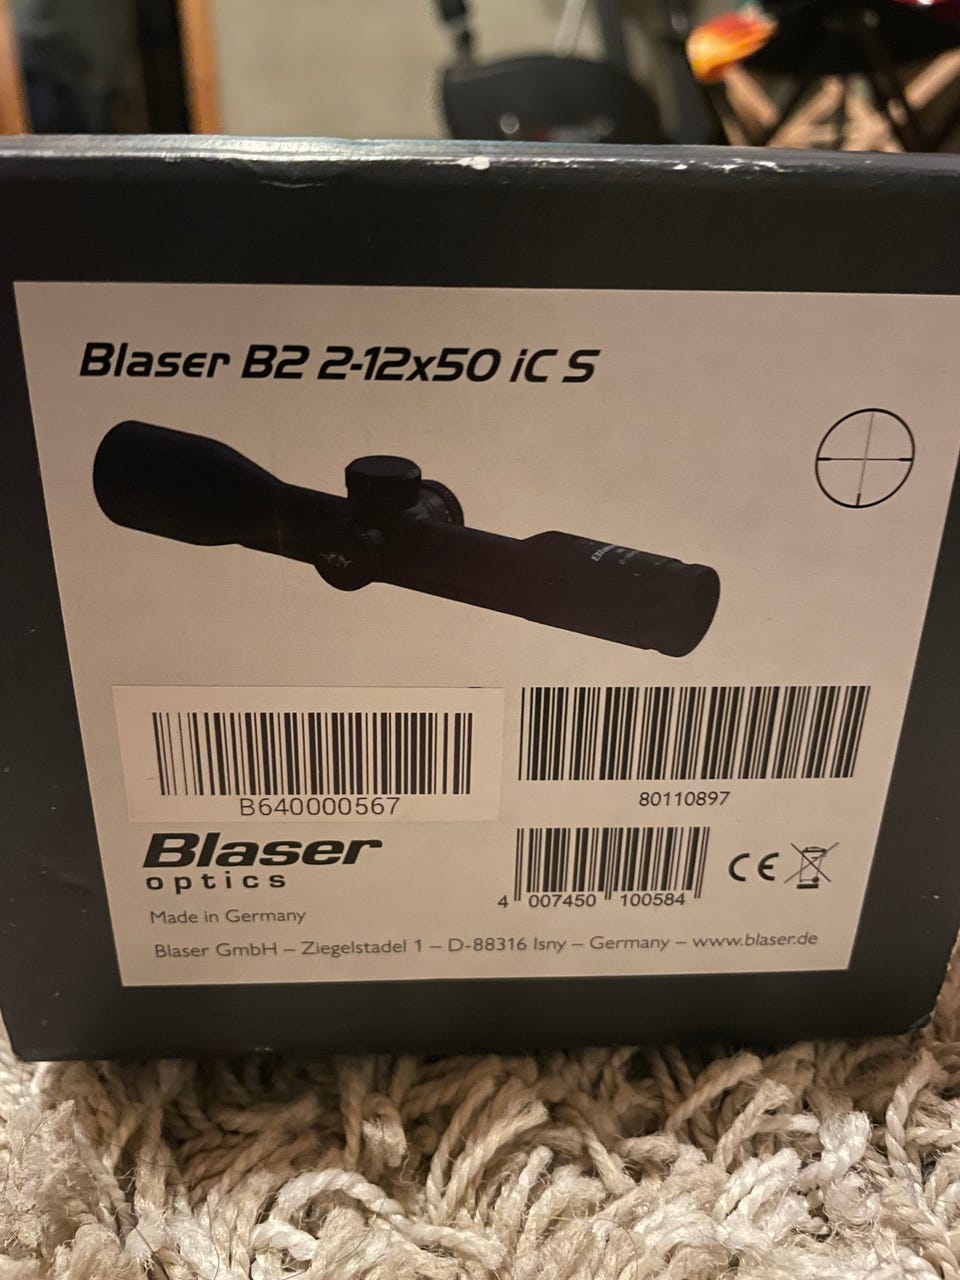 Blaser B2 2-12x50 iC S
B640000567
80110897
Blaser
optics
4 007450 100584
CE
Made in Germany
Blaser GmbH – Ziegelstadel 1 – D-88316 Isny – Germany – www.blaser.de